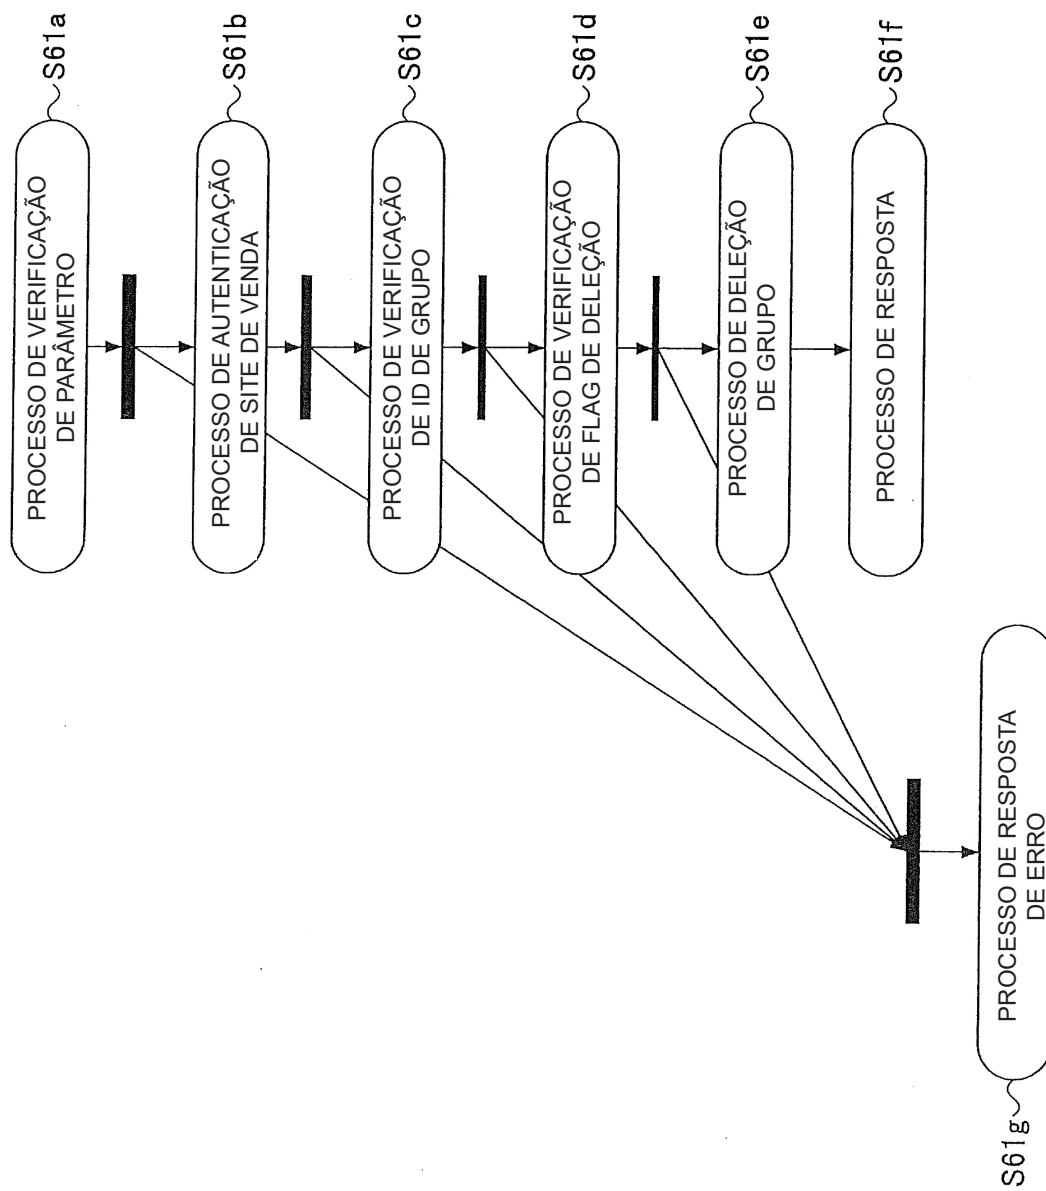 PROCESSO DE VERIFICAÇÃO
DE PARÂMETRO
S61a
PROCESSO DE AUTENTICAÇÃO
DE SITE DE VENDA
S61b
PROCESSO DE VERIFICAÇÃO
DE ID DE GRUPO
S61c
PROCESSO DE VERIFICAÇÃO
DE FLAG DE DELEÇÃO
S61d
PROCESSO DE DELEÇÃO
DE GRUPO
S61e
PROCESSO DE RESPOSTA
S61f
PROCESSO DE RESPOSTA
DE ERRO
S61g